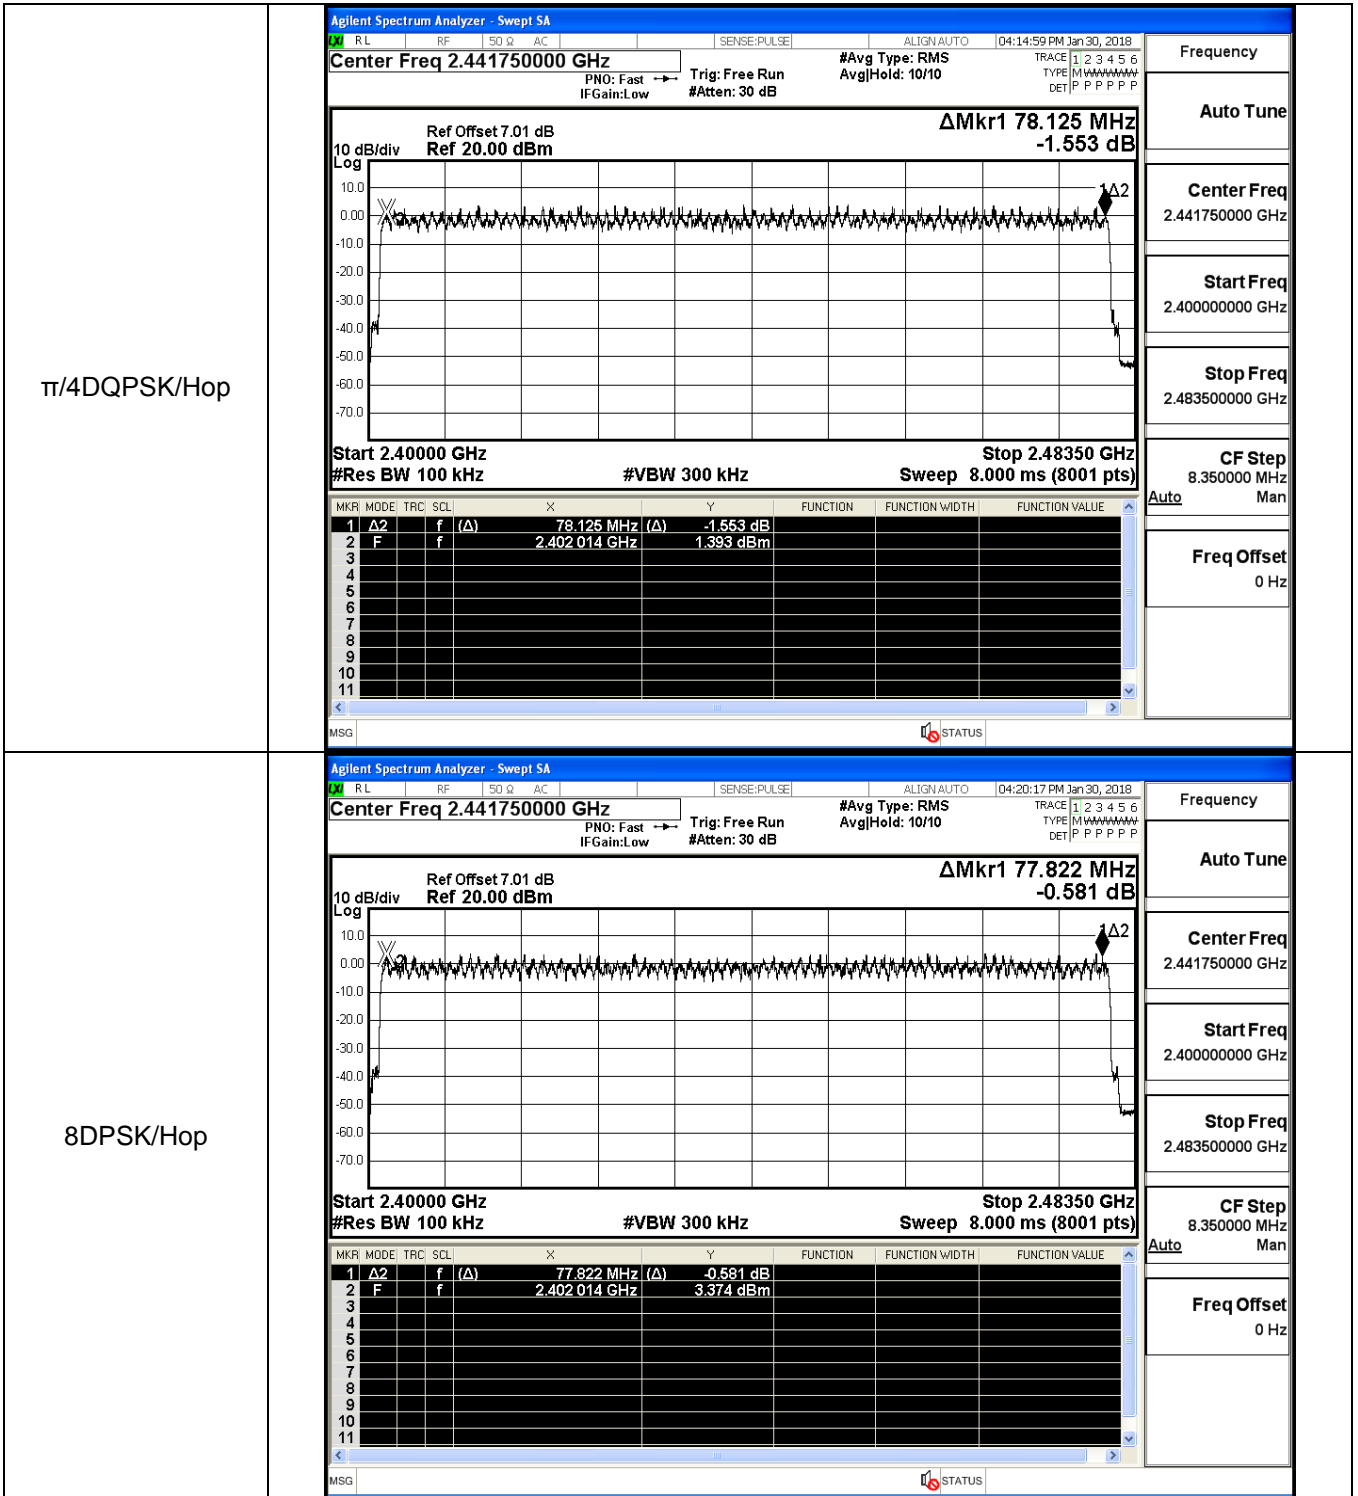 π/4DQPSK/Hop
Agilent Spectrum Analyzer - Swept SA
LXI RL RF 50 Ω AC SENSE:PULSE ALIGN AUTO 04:14:59 PM Jan 30, 2018
Center Freq 2.441750000 GHz
PNO: Fast
IFGain:Low
Trig: Free Run
#Atten: 30 dB
#Avg Type: RMS
Avg|Hold: 10/10
TRACE 1 2 3 4 5 6
TYPE M WWWWW
DET P P P P P P
ΔMkr1 78.125 MHz
-1.553 dB
Ref Offset 7.01 dB
10 dB/div Ref 20.00 dBm
Log
10.0
0.00
-10.0
-20.0
-30.0
-40.0
-50.0
-60.0
-70.0
1Δ2
Start 2.40000 GHz Stop 2.48350 GHz
#Res BW 100 kHz #VBW 300 kHz Sweep 8.000 ms (8001 pts)
MKR MODE TRC SCL X Y FUNCTION FUNCTION WIDTH FUNCTION VALUE
1 Δ2 f (Δ) 78.125 MHz (Δ) -1.553 dB
2 F f 2.402 014 GHz 1.393 dBm
3
4
5
6
7
8
9
10
11
MSG STATUS
Frequency
Auto Tune
Center Freq
2.441750000 GHz
Start Freq
2.400000000 GHz
Stop Freq
2.483500000 GHz
CF Step
8.350000 MHz
Auto Man
Freq Offset
0 Hz
8DPSK/Hop
Agilent Spectrum Analyzer - Swept SA
LXI RL RF 50 Ω AC SENSE:PULSE ALIGN AUTO 04:20:17 PM Jan 30, 2018
Center Freq 2.441750000 GHz
PNO: Fast
IFGain:Low
Trig: Free Run
#Atten: 30 dB
#Avg Type: RMS
Avg|Hold: 10/10
TRACE 1 2 3 4 5 6
TYPE M WWWWW
DET P P P P P P
ΔMkr1 77.822 MHz
-0.581 dB
Ref Offset 7.01 dB
10 dB/div Ref 20.00 dBm
Log
10.0
0.00
-10.0
-20.0
-30.0
-40.0
-50.0
-60.0
-70.0
1Δ2
Start 2.40000 GHz Stop 2.48350 GHz
#Res BW 100 kHz #VBW 300 kHz Sweep 8.000 ms (8001 pts)
MKR MODE TRC SCL X Y FUNCTION FUNCTION WIDTH FUNCTION VALUE
1 Δ2 f (Δ) 77.822 MHz (Δ) -0.581 dB
2 F f 2.402 014 GHz 3.374 dBm
3
4
5
6
7
8
9
10
11
MSG STATUS
Frequency
Auto Tune
Center Freq
2.441750000 GHz
Start Freq
2.400000000 GHz
Stop Freq
2.483500000 GHz
CF Step
8.350000 MHz
Auto Man
Freq Offset
0 Hz